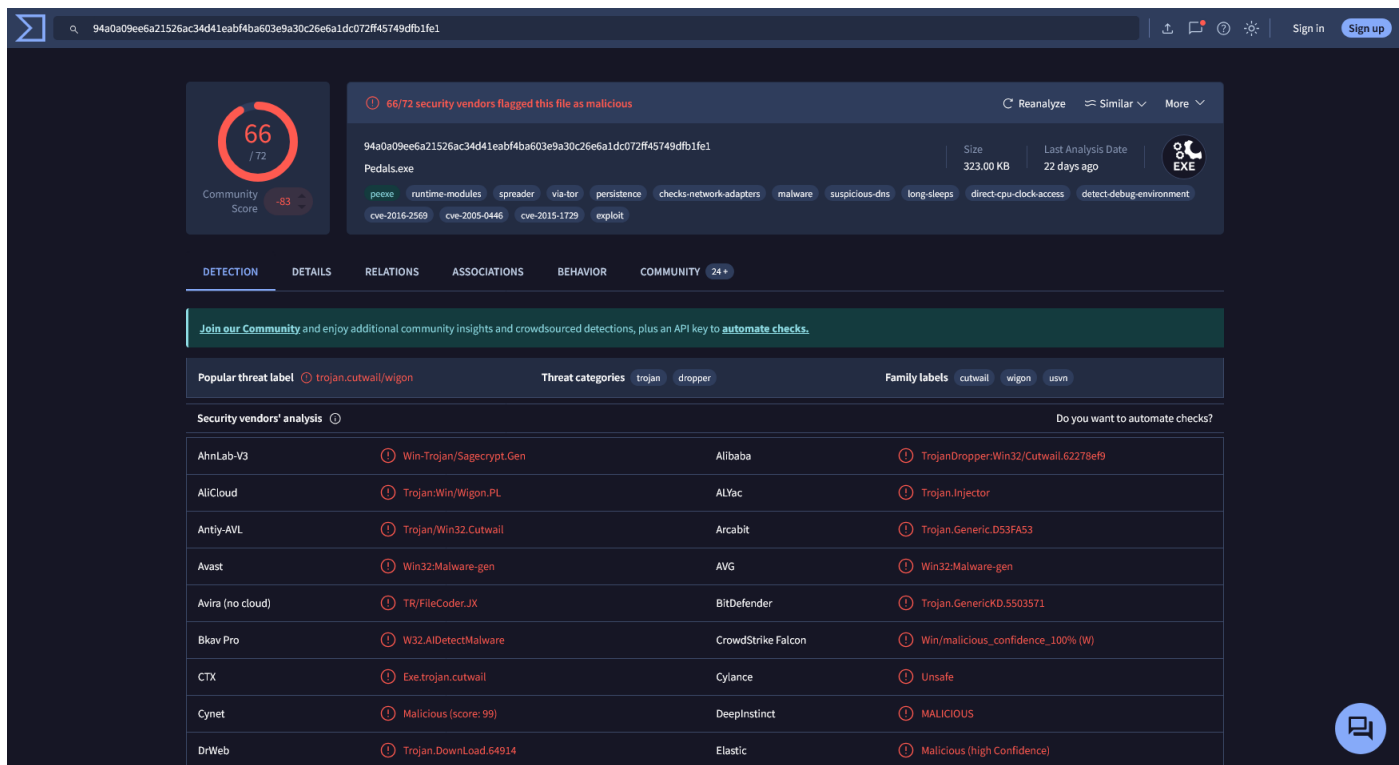 94a0a09ee6a21526ac34d41eabf4ba603e9a30c26e6a1dc072ff45749dfb1fe1
Sign in
Sign up
66
/ 72
Community
Score
-83
66/72 security vendors flagged this file as malicious
Reanalyze
Similar
More
94a0a09ee6a21526ac34d41eabf4ba603e9a30c26e6a1dc072ff45749dfb1fe1
Pedals.exe
Size
323.00 KB
Last Analysis Date
22 days ago
EXE
peexe runtime-modules spreader via-tor persistence checks-network-adapters malware suspicious-dns long-sleeps direct-cpu-clock-access detect-debug-environment
cve-2016-2569 cve-2005-0446 cve-2015-1729 exploit
DETECTION DETAILS RELATIONS ASSOCIATIONS BEHAVIOR COMMUNITY 24+
Join our Community and enjoy additional community insights and crowdsourced detections, plus an API key to automate checks.
Popular threat label trojan.cutwail/wigon Threat categories trojan dropper Family labels cutwail wigon usvn
Security vendors' analysis Do you want to automate checks?
AhnLab-V3 Win-Trojan/Sagecrypt.Gen Alibaba TrojanDropper:Win32/Cutwail.62278ef9
AliCloud Trojan:Win/Wigon.PL ALYac Trojan.Injector
Antiy-AVL Trojan/Win32.Cutwail Arcabit Trojan.Generic.D53FA53
Avast Win32:Malware-gen AVG Win32:Malware-gen
Avira (no cloud) TR/FileCoder.JX BitDefender Trojan.GenericKD.5503571
Bkav Pro W32.AIDetectMalware CrowdStrike Falcon Win/malicious_confidence_100% (W)
CTX Exe.trojan.cutwail Cylance Unsafe
Cynet Malicious (score: 99) DeepInstinct MALICIOUS
DrWeb Trojan.DownLoad.64914 Elastic Malicious (high Confidence)